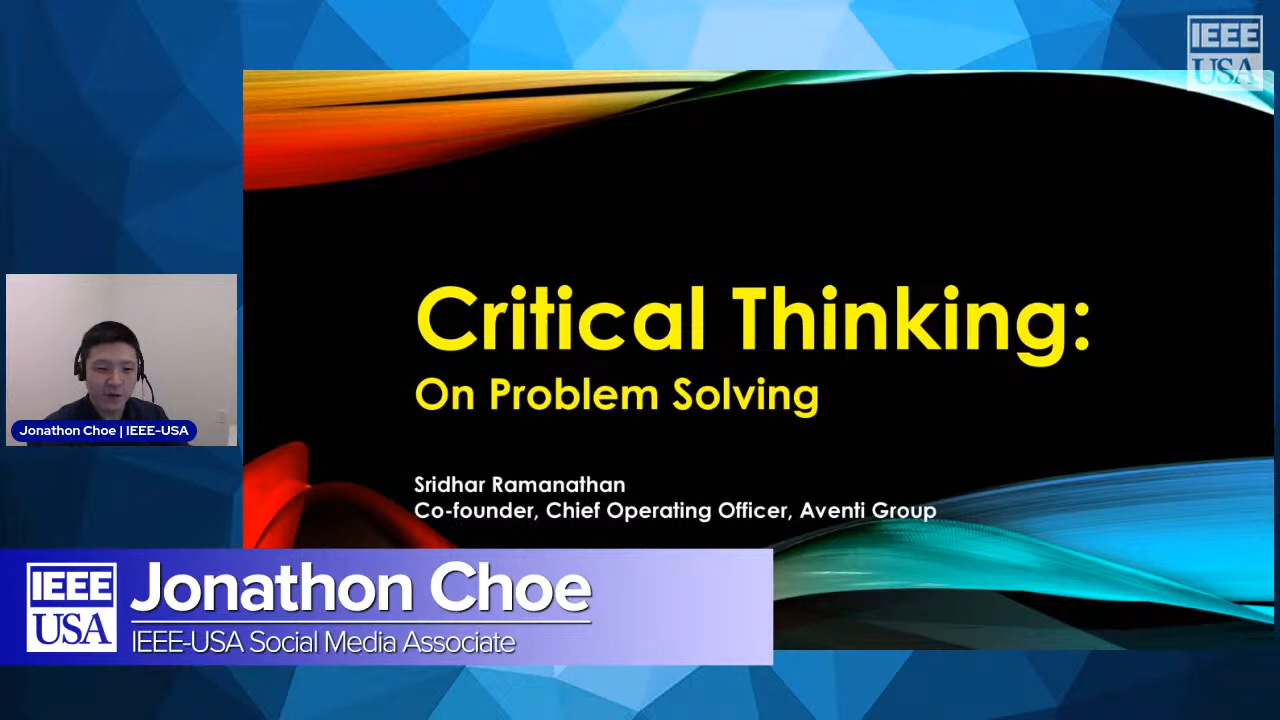 IEEE
USA
Critical Thinking:
On Problem Solving
Sridhar Ramanathan
Co-founder, Chief Operating Officer, Aventi Group
Jonathon Choe | IEEE-USA
IEEE
USA
Jonathon Choe
IEEE-USA Social Media Associate